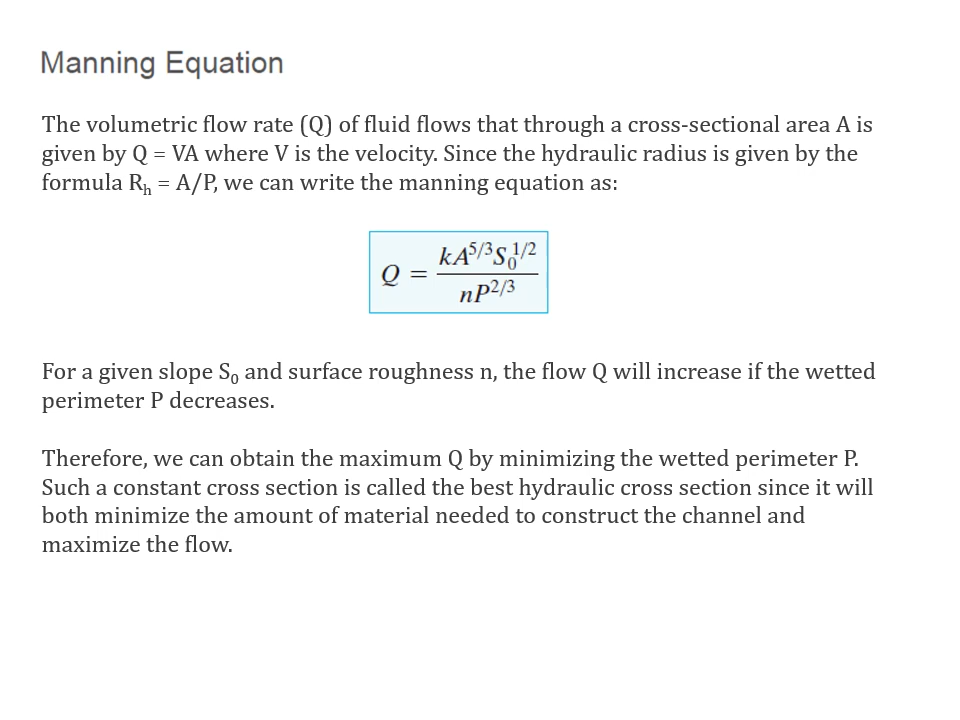 Manning Equation
The volumetric flow rate (Q) of fluid flows that through a cross-sectional area A is
given by Q = VA where V is the velocity. Since the hydraulic radius is given by the
formula Rₕ = A/P, we can write the manning equation as:
Q = kA^5/3 S₀^1/2 / nP^2/3
For a given slope S₀ and surface roughness n, the flow Q will increase if the wetted
perimeter P decreases.
Therefore, we can obtain the maximum Q by minimizing the wetted perimeter P.
Such a constant cross section is called the best hydraulic cross section since it will
both minimize the amount of material needed to construct the channel and
maximize the flow.